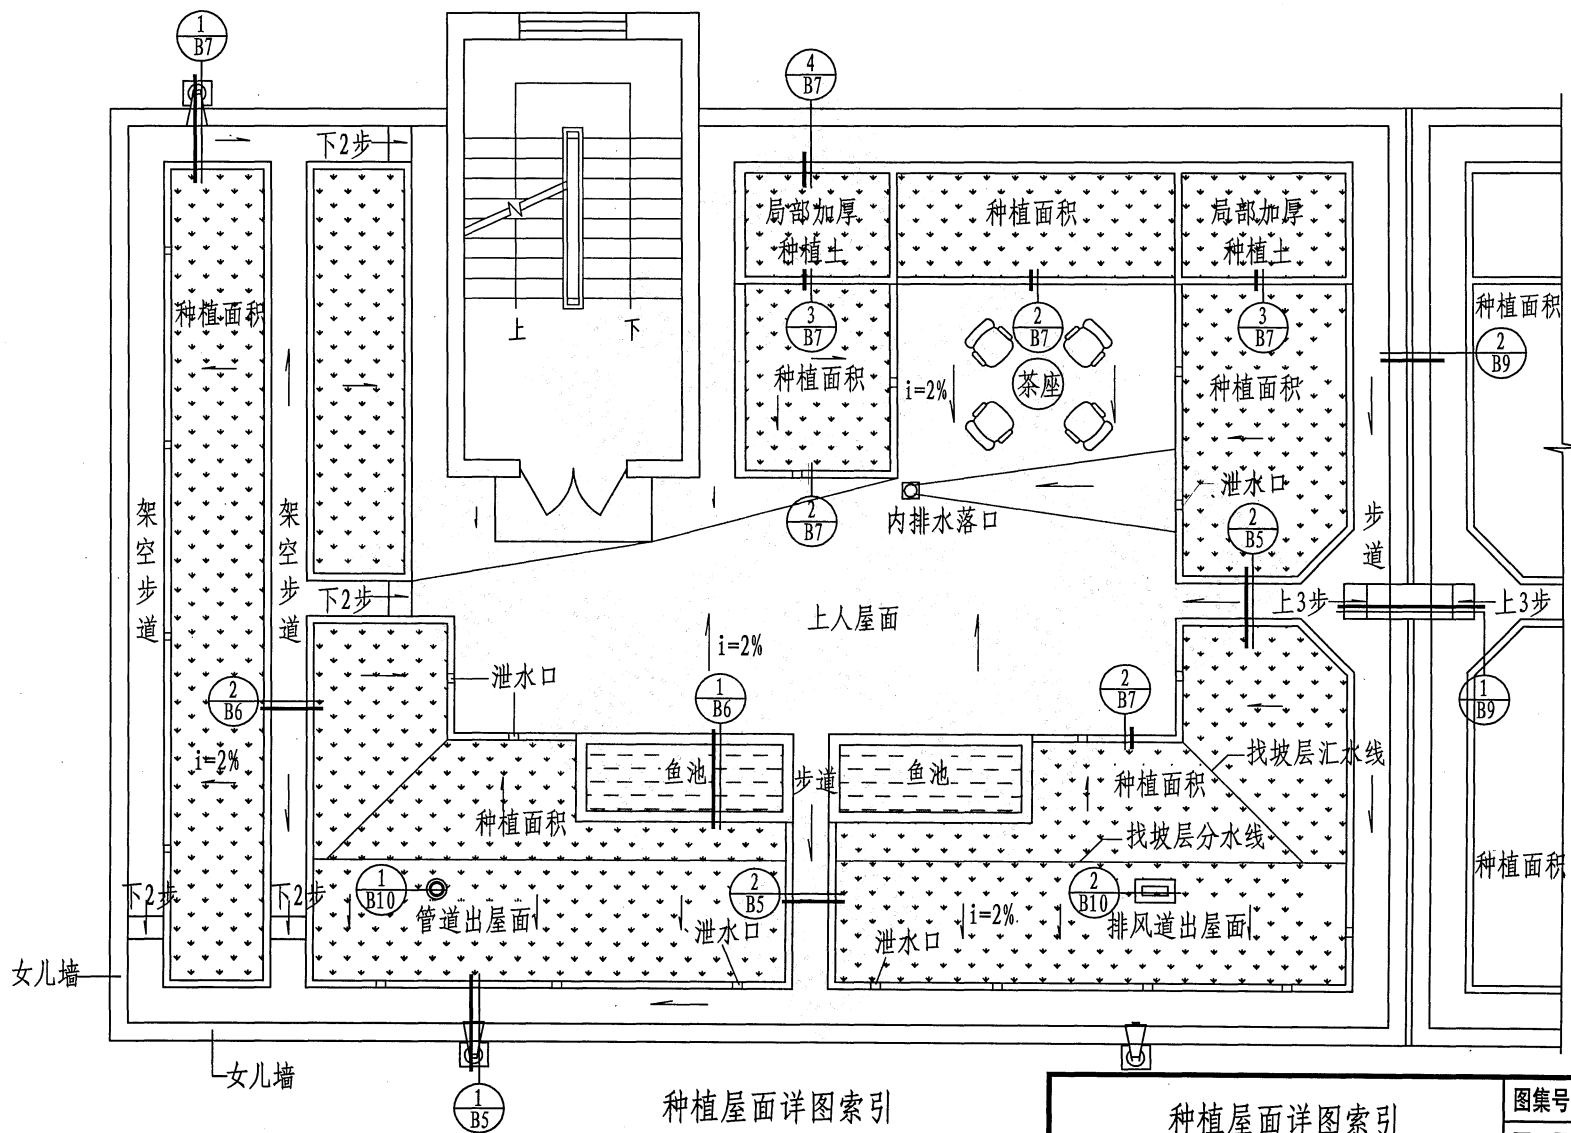 1
B7
4
B7
下2步
局部加厚
种植土
种植面积
局部加厚
种植土
种植面积
种植面积
上
下
3
B7
2
B7
3
B7
2
B9
种植面积
i=2%
茶座
种植面积
架空步道
架空步道
泄水口
步道
2
B7
内排水落口
2
B5
下2步
上3步
上3步
上人屋面
i=2%
泄水口
2
B6
1
B6
2
B7
1
B9
i=2%
鱼池
步道
鱼池
找坡层汇水线
种植面积
种植面积
找坡层分水线
种植面积
下2步
下2步
1
B10
2
B5
2
B10
管道出屋面
泄水口
i=2%
排风道出屋面
泄水口
女儿墙
女儿墙
1
B5
种植屋面详图索引
种植屋面详图索引
图集号